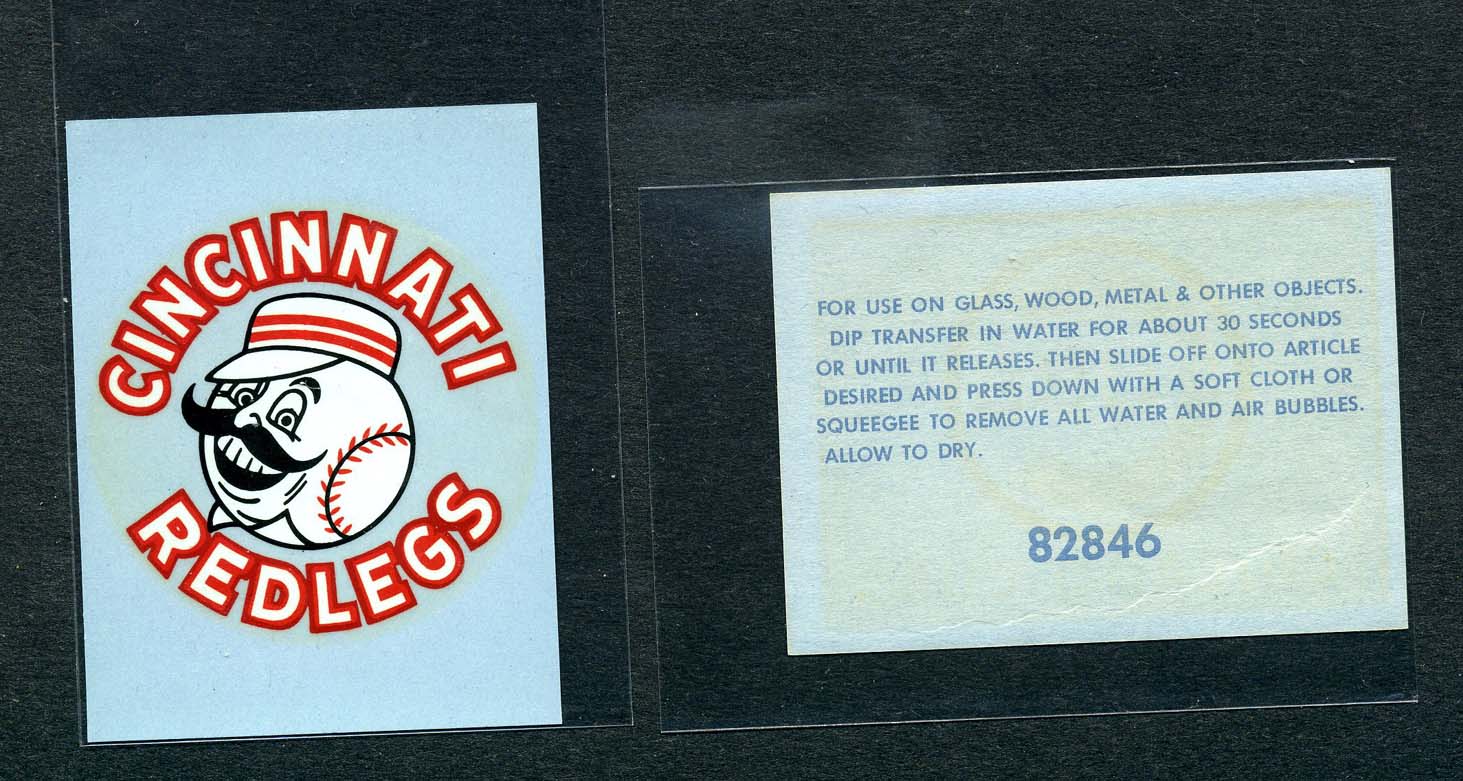 CINCINNATI
REDLEGS
FOR USE ON GLASS, WOOD, METAL & OTHER OBJECTS.
DIP TRANSFER IN WATER FOR ABOUT 30 SECONDS
OR UNTIL IT RELEASES. THEN SLIDE OFF ONTO ARTICLE
DESIRED AND PRESS DOWN WITH A SOFT CLOTH OR
SQUEEGEE TO REMOVE ALL WATER AND AIR BUBBLES.
ALLOW TO DRY.
82846